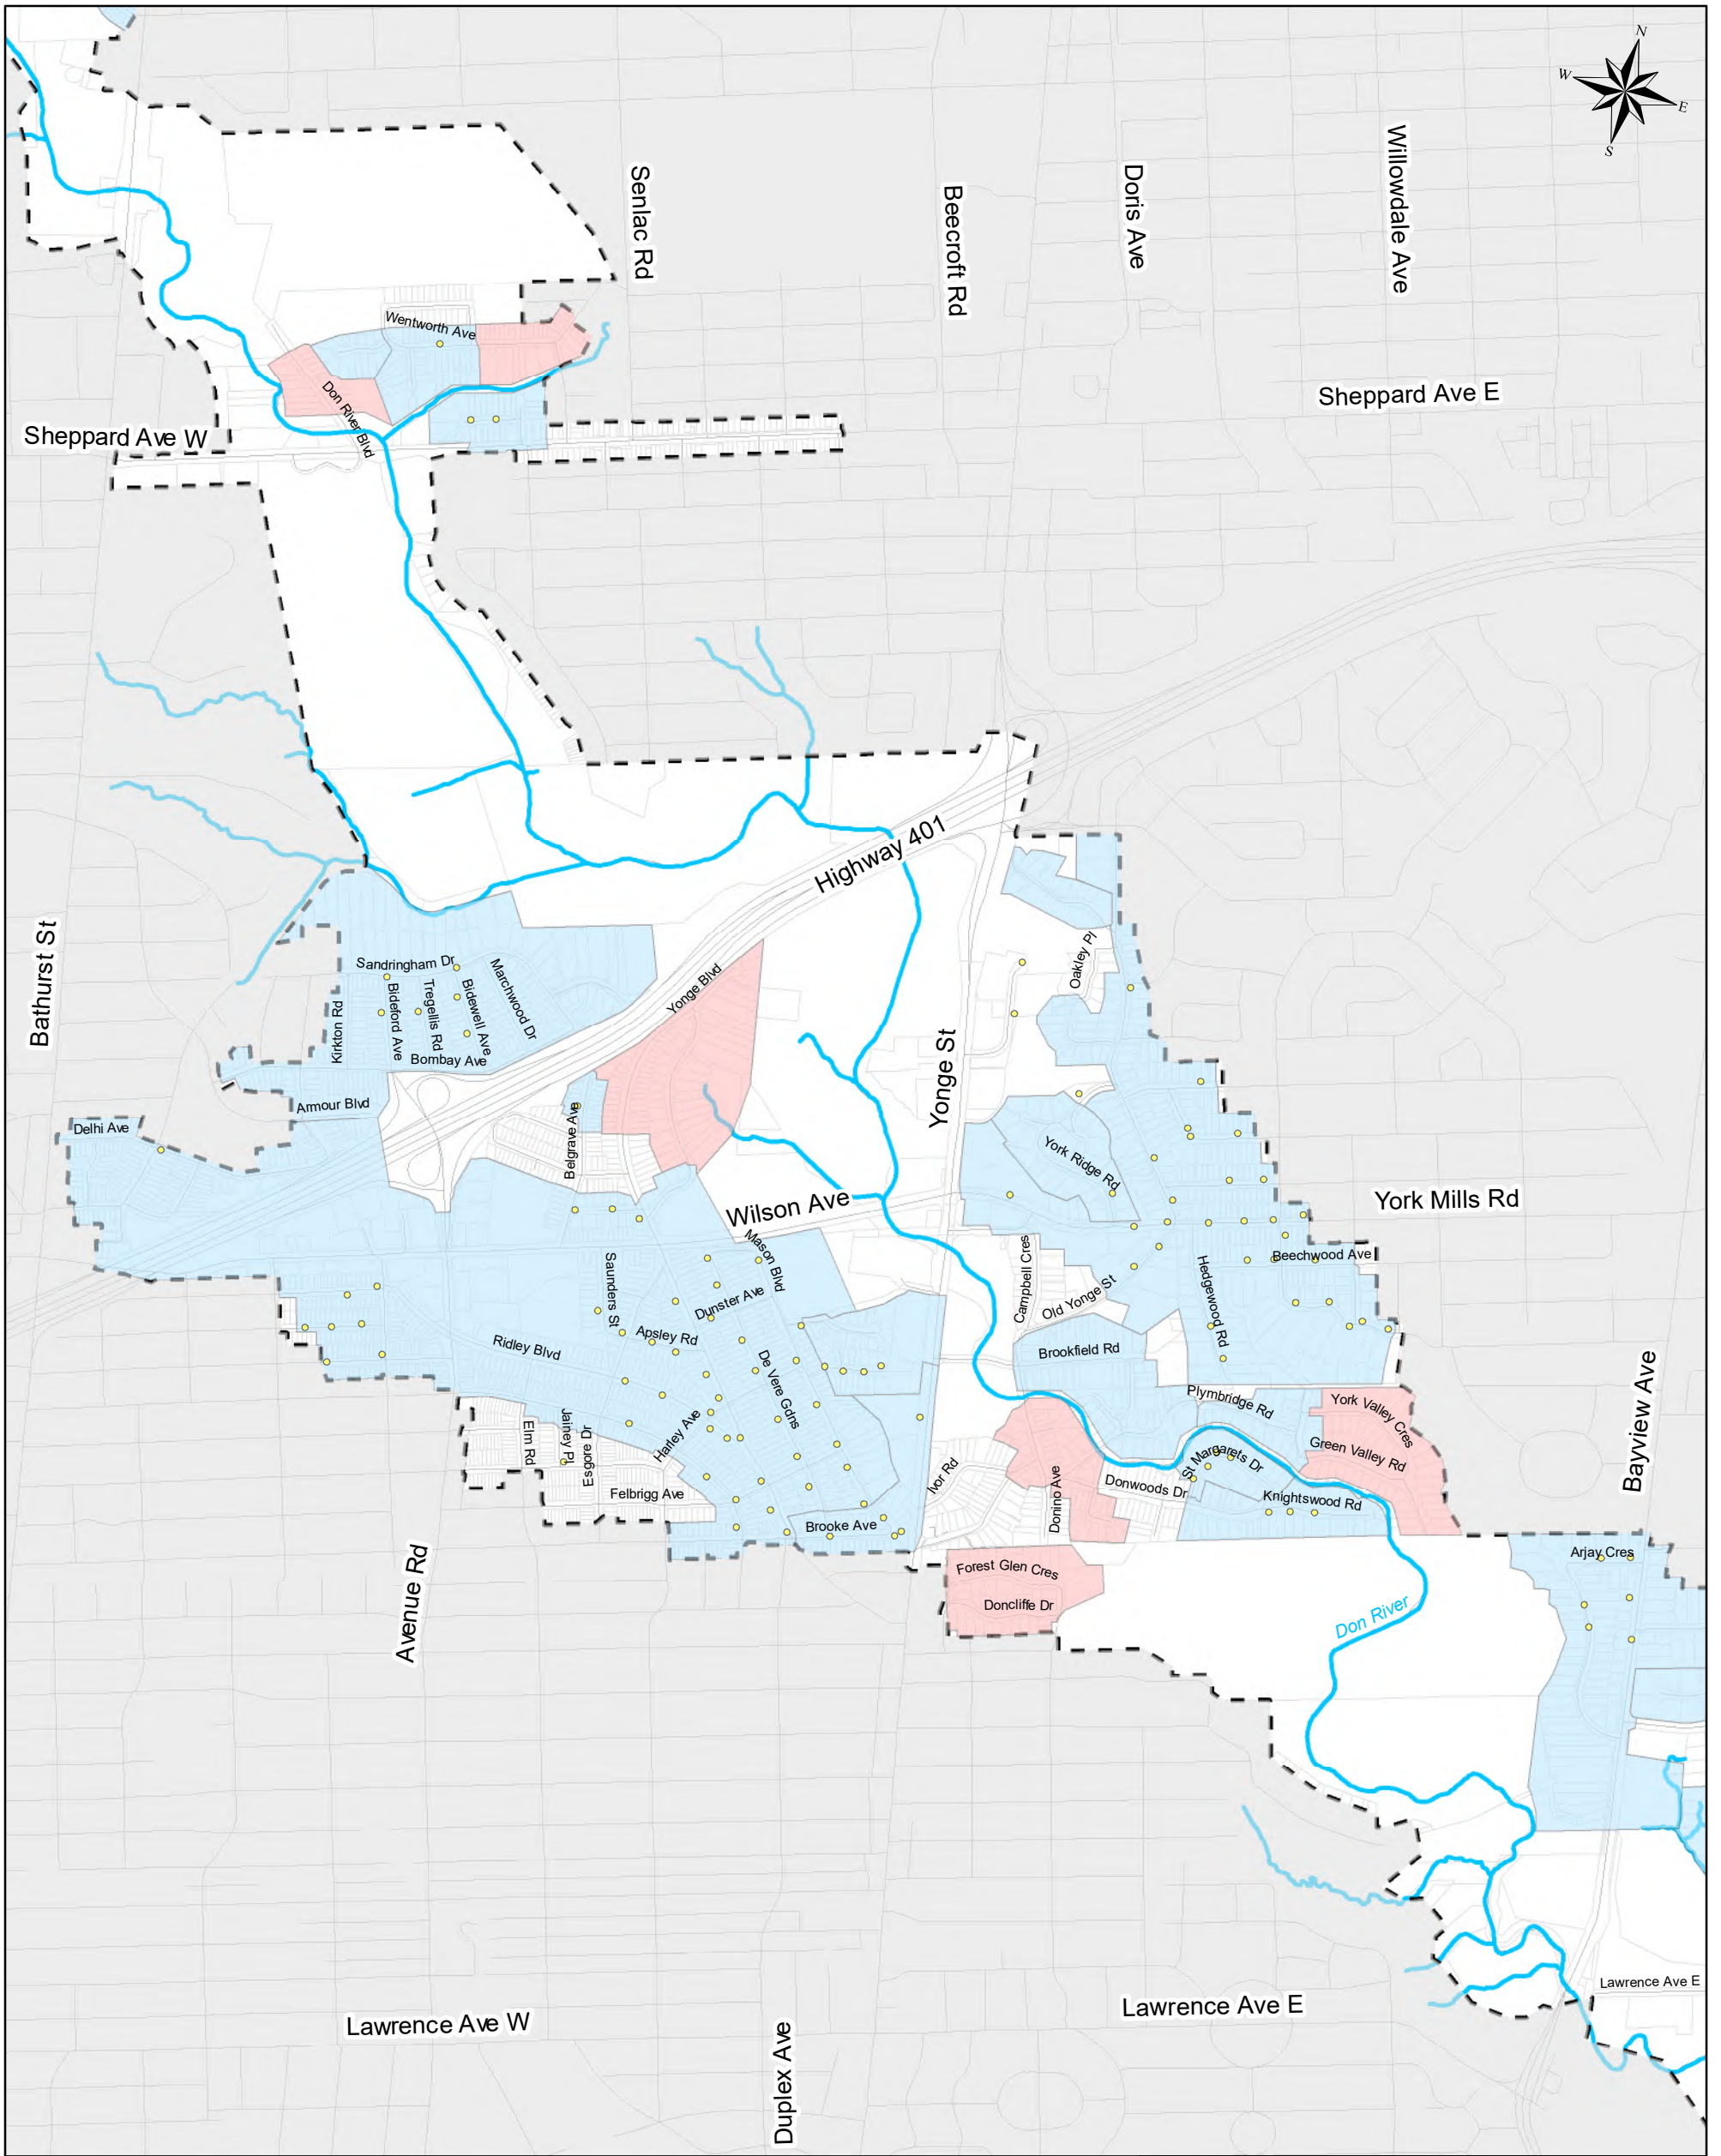 N
W
E
S
Senlac Rd
Beecroft Rd
Doris Ave
Willowdale Ave
Wentworth Ave
Don River Blvd
Sheppard Ave W
Sheppard Ave E
Highway 401
Bathurst St
Sandringham Dr
Kirkton Rd
Bideford Ave
Tregellis Rd
Bidewell Ave
Marchwood Dr
Bombay Ave
Armour Blvd
Delhi Ave
Yonge Blvd
Belgrave Ave
Oakley Pl
Yonge St
York Ridge Rd
Wilson Ave
York Mills Rd
Mason Blvd
Saunders St
Dunster Ave
Apsley Rd
Ridley Blvd
De Vere Gdns
Campbell Cres
Old Yonge St
Hedgewood Rd
Beechwood Ave
Brookfield Rd
Plymbridge Rd
York Valley Cres
Green Valley Rd
Bayview Ave
Elm Rd
Jainey Pl
Esgore Dr
Harley Ave
Felbrigg Ave
Brooke Ave
Ivor Rd
Donino Ave
Donwoods Dr
St Margarets Dr
Knightswood Rd
Forest Glen Cres
Doncliffe Dr
Arjay Cres
Avenue Rd
Don River
Lawrence Ave E
Lawrence Ave W
Lawrence Ave E
Duplex Ave